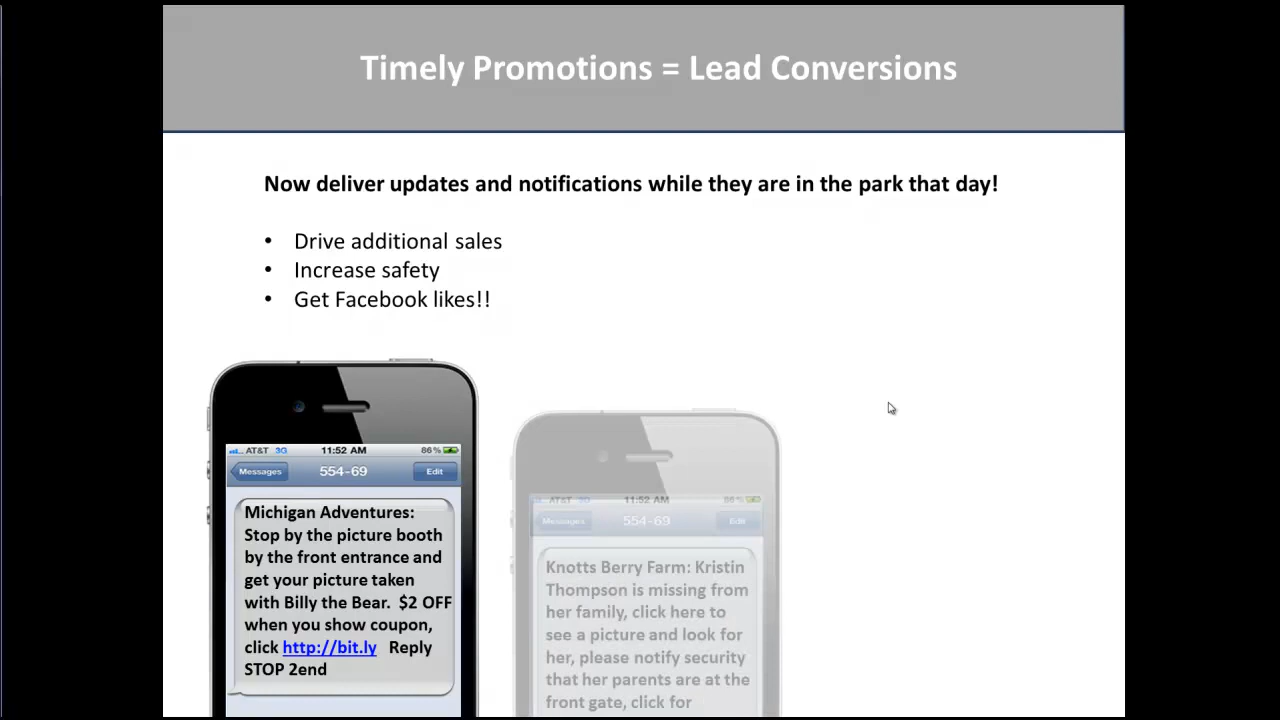 Timely Promotions = Lead Conversions
Now deliver updates and notifications while they are in the park that day!
• Drive additional sales
• Increase safety
• Get Facebook likes!!
AT&T 3G 11:52 AM 86%
Messages 554-69 Edit
Michigan Adventures:
Stop by the picture booth
by the front entrance and
get your picture taken
with Billy the Bear. $2 OFF
when you show coupon,
click http://bit.ly Reply
STOP 2end
AT&T 3G 11:52 AM 86%
Messages 554-69 Edit
Knotts Berry Farm: Kristin
Thompson is missing from
her family, click here to
see a picture and look for
her, please notify security
that her parents are at the
front gate, click for